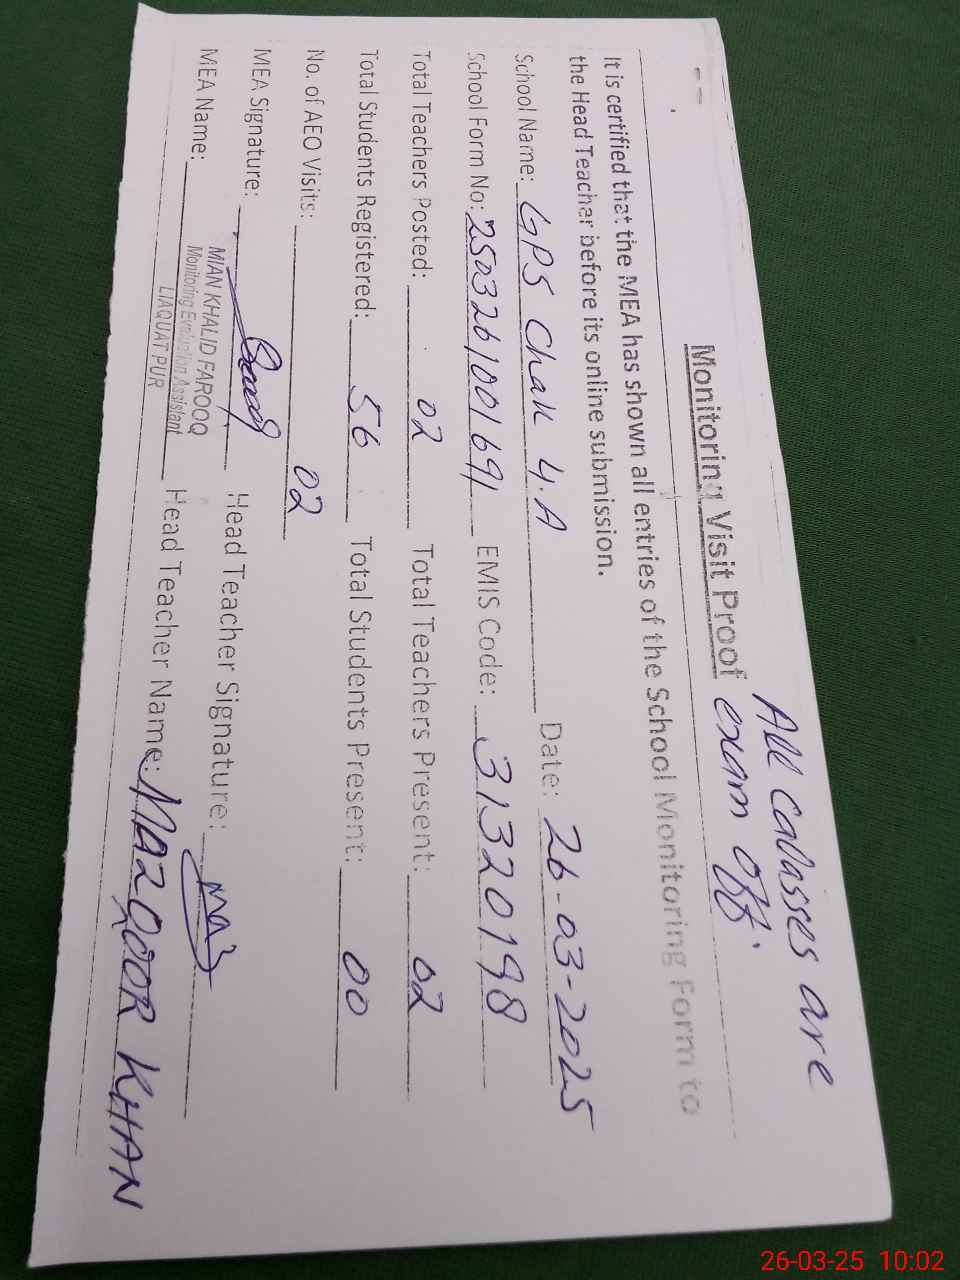 All calasses are
exam off.
Monitoring Visit Proof
It is certified that the MEA has shown all entries of the School Monitoring Form to
the Head Teacher before its online submission.
School Name: GPS Chak 4.A Date: 26-03-2025
School Form No: 2503261001691 EMIS Code: 31320198
Total Teachers Posted: 02 Total Teachers Present: 02
Total Students Registered: 56 Total Students Present: 00
No. of AEO Visits: 02
MEA Signature: Head Teacher Signature:
MEA Name: MIAN KHALID FAROOQ Head Teacher Name: MAZOOOR KHAN
Monitoring Evaluation Assistant
LIAQUAT PUR
26-03-25 10:02